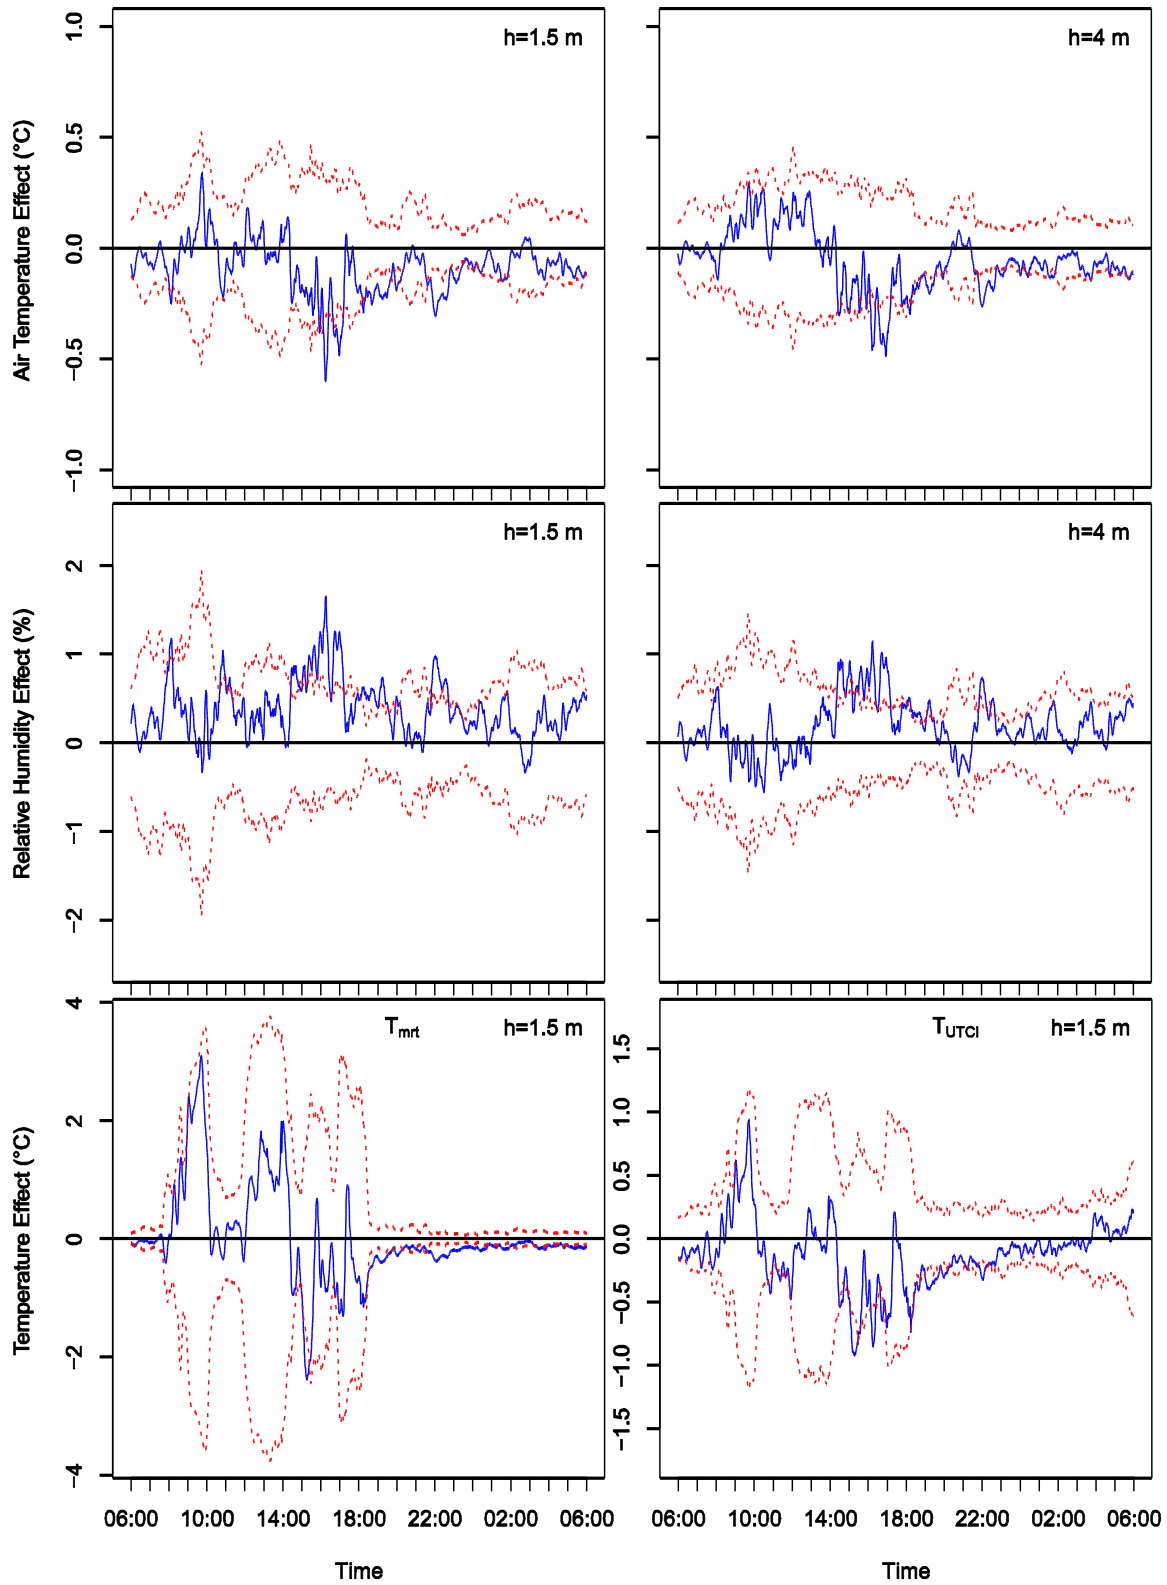 h=1.5 m
Air Temperature Effect (°C)
1.0
0.5
0.0
−0.5
−1.0
h=4 m
h=1.5 m
Relative Humidity Effect (%)
2
1
0
−1
−2
h=4 m
Tmrt h=1.5 m
Temperature Effect (°C)
4
2
0
−2
−4
06:00 10:00 14:00 18:00 22:00 02:00 06:00
Time
TUTCI h=1.5 m
1.5
1.0
0.5
0.0
−0.5
−1.0
−1.5
06:00 10:00 14:00 18:00 22:00 02:00 06:00
Time